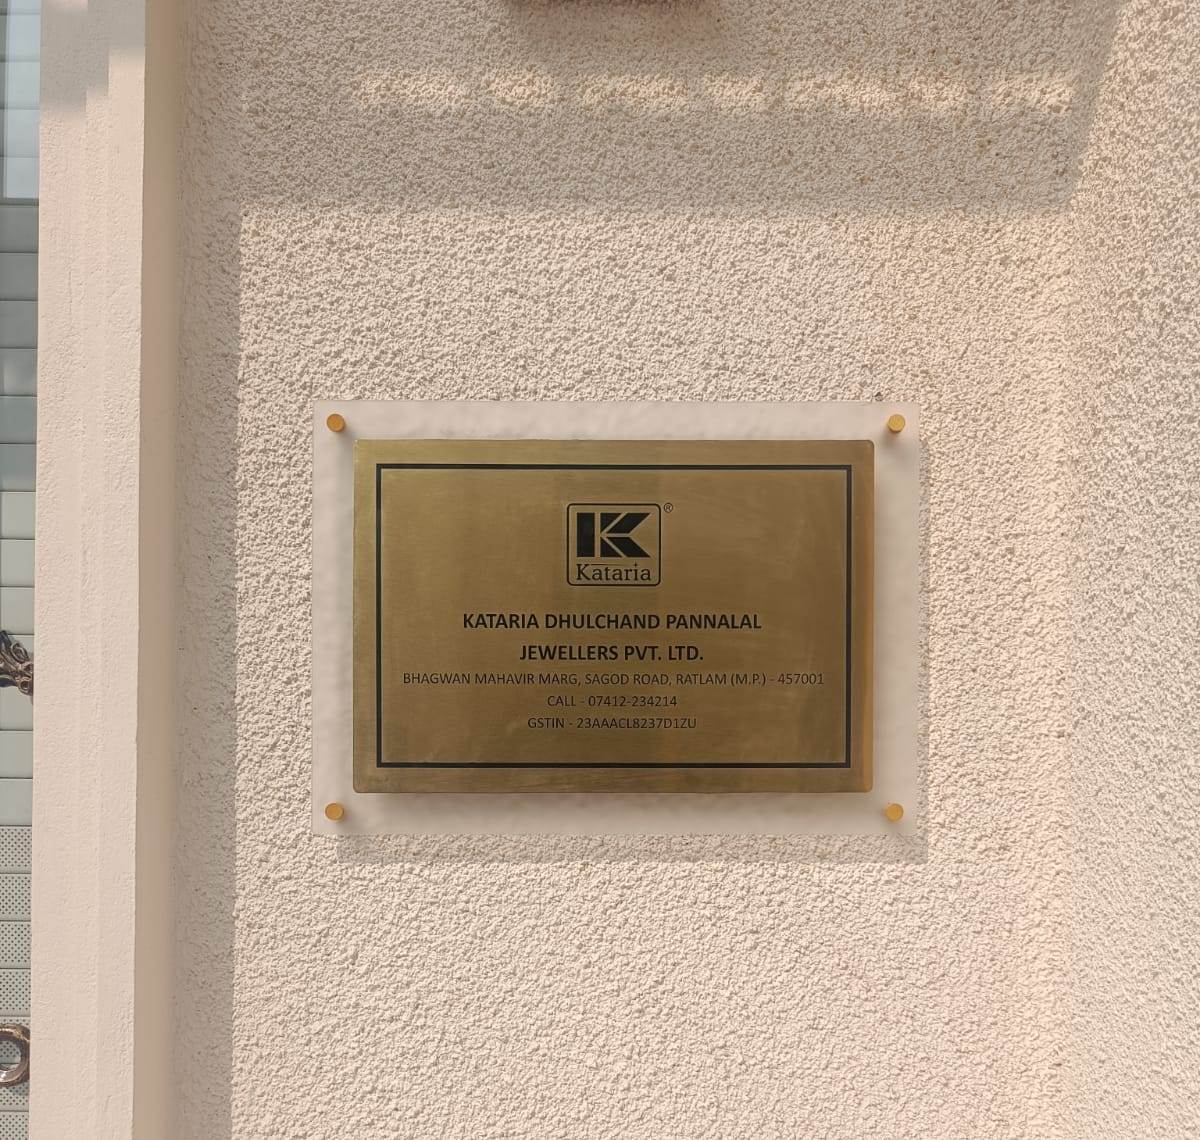 K®
Kataria
KATARIA DHULCHAND PANNALAL
JEWELLERS PVT. LTD.
BHAGWAN MAHAVIR MARG, SAGOD ROAD, RATLAM (M.P.) - 457001
CALL - 07412-234214
GSTIN - 23AAACL8237D1ZU